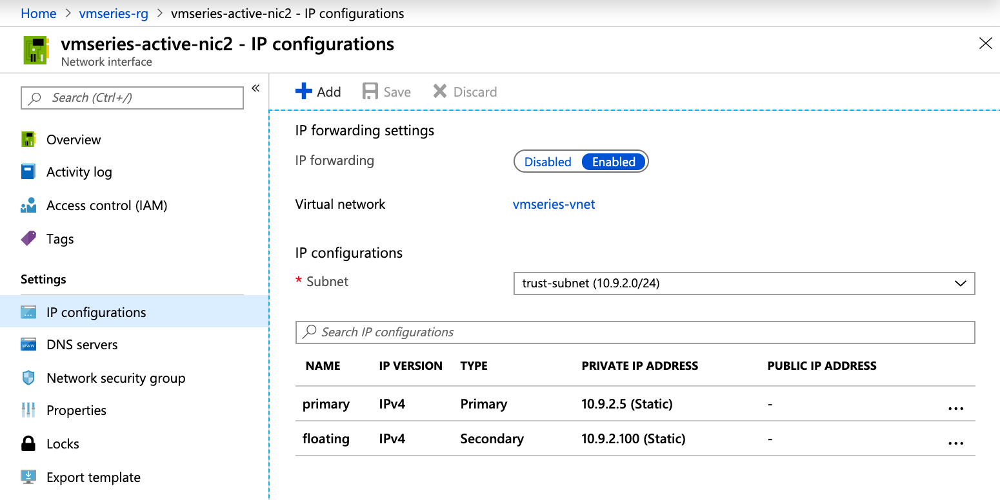 Home > vmseries-rg > vmseries-active-nic2 - IP configurations
vmseries-active-nic2 - IP configurations
Network interface
Search (Ctrl+/)
«
Overview
Activity log
Access control (IAM)
Tags
Settings
IP configurations
DNS servers
www
Network security group
Properties
Locks
Export template
Add Save Discard
IP forwarding settings
IP forwarding Disabled Enabled
Virtual network vmseries-vnet
IP configurations
* Subnet trust-subnet (10.9.2.0/24)
Search IP configurations
NAME IP VERSION TYPE PRIVATE IP ADDRESS PUBLIC IP ADDRESS
primary IPv4 Primary 10.9.2.5 (Static) - ...
floating IPv4 Secondary 10.9.2.100 (Static) - ...